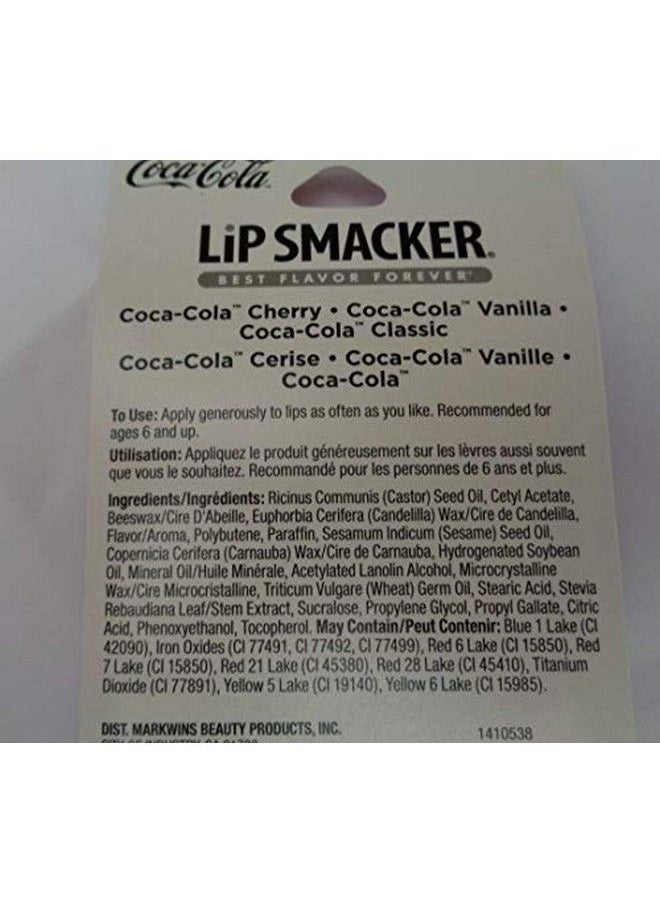 Coca-Cola
LiP SMACKER®
BEST FLAVOR FOREVER®
Coca-Cola™ Cherry • Coca-Cola™ Vanilla •
Coca-Cola™ Classic
Coca-Cola™ Cerise • Coca-Cola™ Vanille •
Coca-Cola™
To Use: Apply generously to lips as often as you like. Recommended for
ages 6 and up.
Utilisation: Appliquez le produit généreusement sur les lèvres aussi souvent
que vous le souhaitez. Recommandé pour les personnes de 6 ans et plus.
Ingredients/Ingrédients: Ricinus Communis (Castor) Seed Oil, Cetyl Acetate,
Beeswax/Cire D'Abeille, Euphorbia Cerifera (Candelilla) Wax/Cire de Candelilla,
Flavor/Aroma, Polybutene, Paraffin, Sesamum Indicum (Sesame) Seed Oil,
Copernicia Cerifera (Carnauba) Wax/Cire de Carnauba, Hydrogenated Soybean
Oil, Mineral Oil/Huile Minérale, Acetylated Lanolin Alcohol, Microcrystalline
Wax/Cire Microcristalline, Triticum Vulgare (Wheat) Germ Oil, Stearic Acid, Stevia
Rebaudiana Leaf/Stem Extract, Sucralose, Propylene Glycol, Propyl Gallate, Citric
Acid, Phenoxyethanol, Tocopherol. May Contain/Peut Contenir: Blue 1 Lake (CI
42090), Iron Oxides (CI 77491, CI 77492, CI 77499), Red 6 Lake (CI 15850), Red
7 Lake (CI 15850), Red 21 Lake (CI 45380), Red 28 Lake (CI 45410), Titanium
Dioxide (CI 77891), Yellow 5 Lake (CI 19140), Yellow 6 Lake (CI 15985).
DIST. MARKWINS BEAUTY PRODUCTS, INC.
1410538